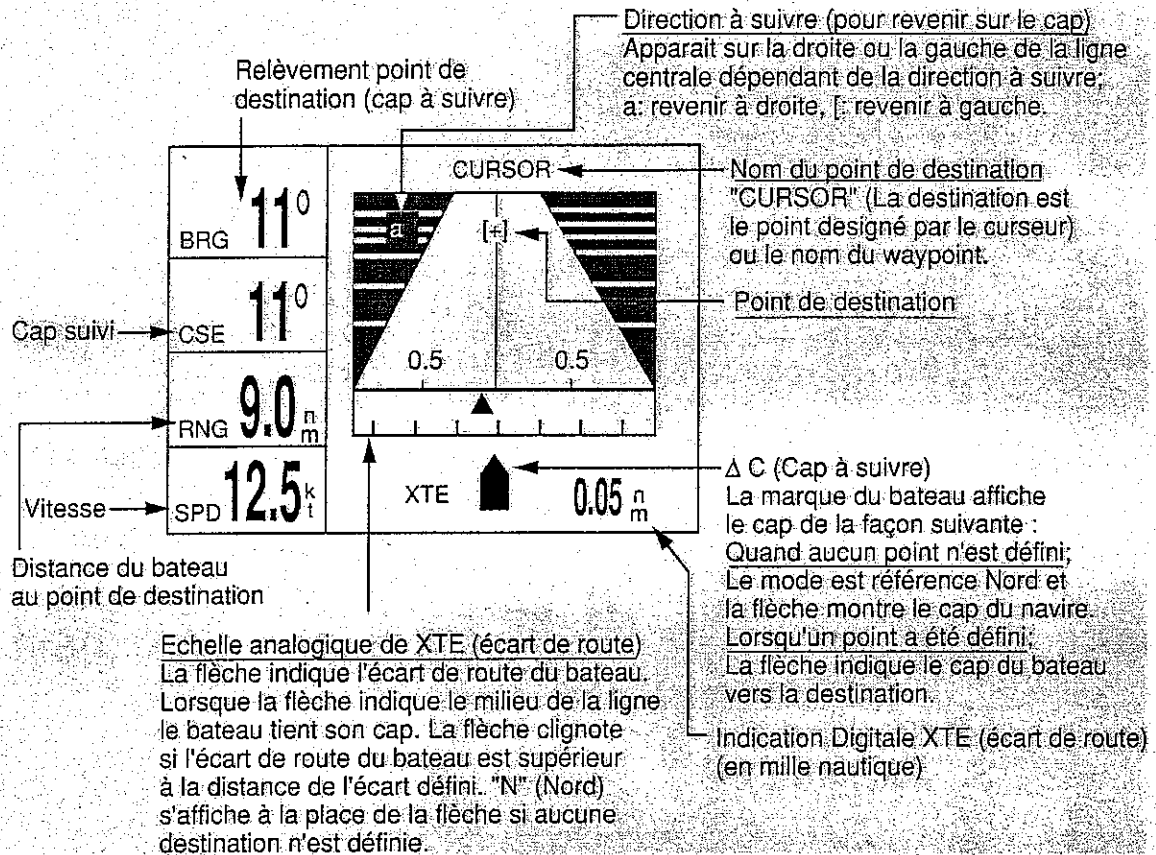 Direction à suivre (pour revenir sur le cap)
Apparait sur la droite ou la gauche de la ligne
centrale dépendant de la direction à suivre;
a: revenir à droite, [: revenir à gauche.
Relèvement point de
destination (cap à suivre)
CURSOR
Nom du point de destination
"CURSOR" (La destination est
le point designé par le curseur)
ou le nom du waypoint.
BRG 11°
a
[+]
Point de destination
Cap suivi
CSE 11°
0.5 0.5
RNG 9.0 nm
Vitesse
SPD 12.5 kt
XTE 0.05 nm
Δ C (Cap à suivre)
La marque du bateau affiche
le cap de la façon suivante :
Quand aucun point n'est défini;
Le mode est référence Nord et
la flèche montre le cap du navire.
Lorsqu'un point a été défini;
La flèche indique le cap du bateau
vers la destination.
Distance du bateau
au point de destination
Echelle analogique de XTE (écart de route)
La flèche indique l'écart de route du bateau.
Lorsque la flèche indique le milieu de la ligne
le bateau tient son cap. La flèche clignote
si l'écart de route du bateau est supérieur
à la distance de l'écart défini. "N" (Nord)
s'affiche à la place de la flèche si aucune
destination n'est définie.
Indication Digitale XTE (écart de route)
(en mille nautique)